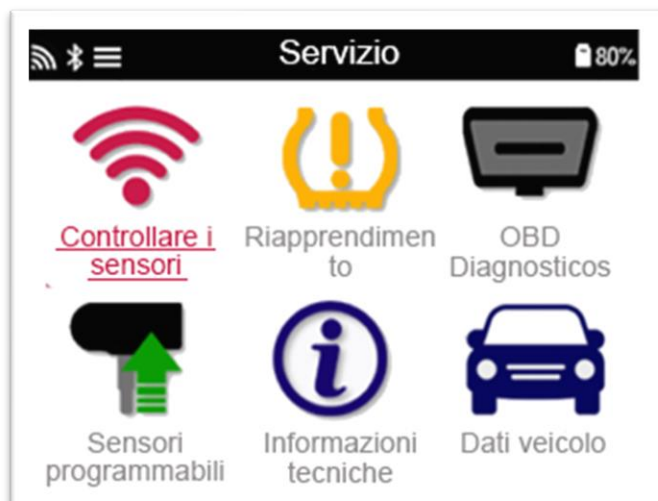 Servizio
80%
Controllare i
sensori
Riapprendimen
to
OBD
Diagnosticos
Sensori
programmabili
Informazioni
tecniche
Dati veicolo